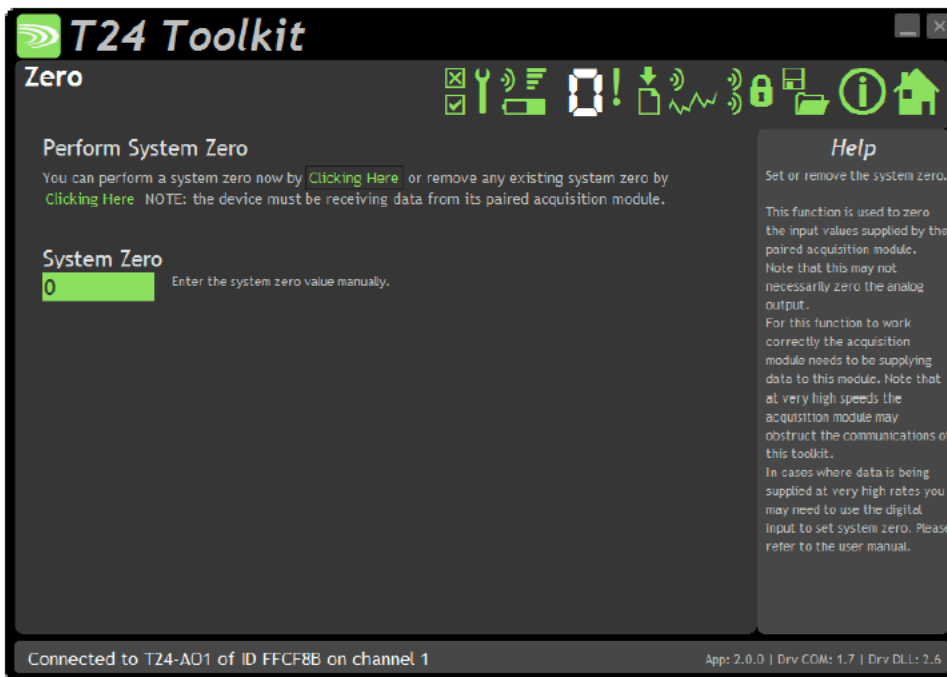 T24 Toolkit
Zero
Perform System Zero
You can perform a system zero now by Clicking Here or remove any existing system zero by
Clicking Here NOTE: the device must be receiving data from its paired acquisition module.
System Zero
0
Enter the system zero value manually.
Help
Set or remove the system zero.
This function is used to zero
the input values supplied by the
paired acquisition module.
Note that this may not
necessarily zero the analog
output.
For this function to work
correctly the acquisition
module needs to be supplying
data to this module. Note that
at very high speeds the
acquisition module may
obstruct the communications of
this toolkit.
In cases where data is being
supplied at very high rates you
may need to use the digital
input to set system zero. Please
refer to the user manual.
Connected to T24-AO1 of ID FFCF8B on channel 1
App: 2.0.0 | Drv COM: 1.7 | Drv DLL: 2.6